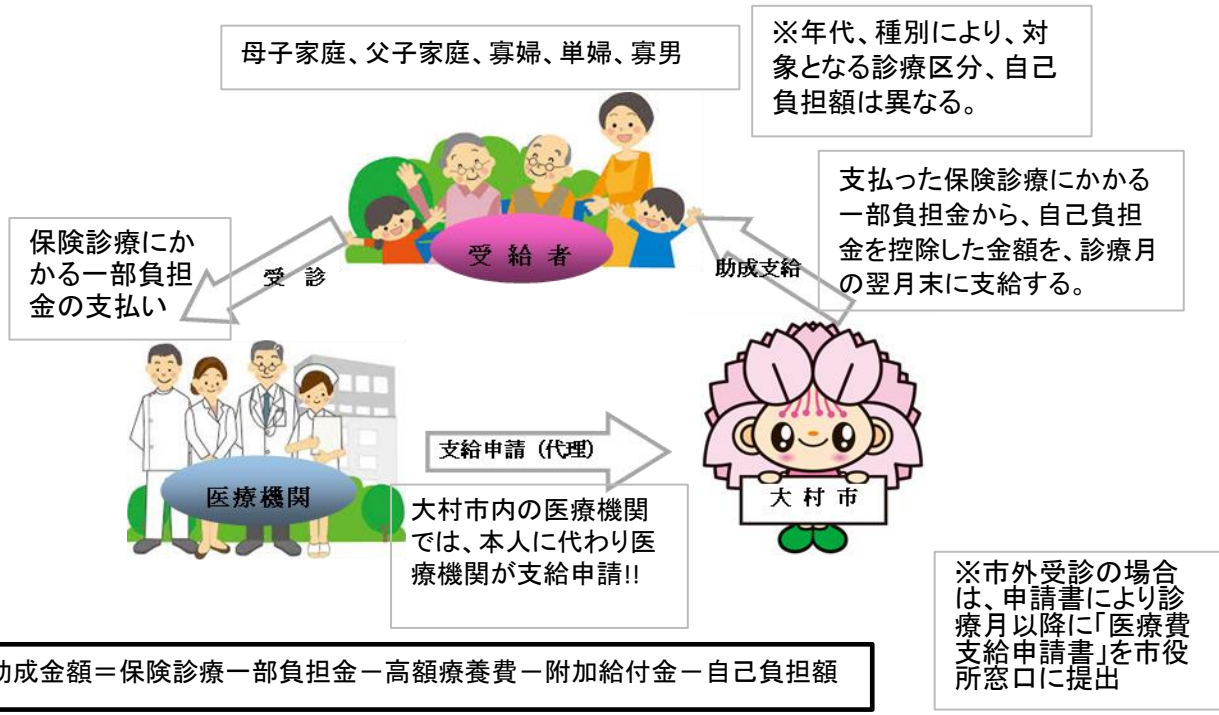 母子家庭、父子家庭、寡婦、単婦、寡男
※年代、種別により、対
象となる診療区分、自己
負担額は異なる。
支払った保険診療にかかる
一部負担金から、自己負担
金を控除した金額を、診療月
の翌月末に支給する。
保険診療にか
かる一部負担
金の支払い
受 診
受 給 者
助成支給
医療機関
支給申請（代理）
大村市
大村市内の医療機関
では、本人に代わり医
療機関が支給申請!!
※市外受診の場合
は、申請書により診
療月以降に「医療費
支給申請書」を市役
所窓口に提出
助成金額＝保険診療一部負担金－高額療養費－附加給付金－自己負担額